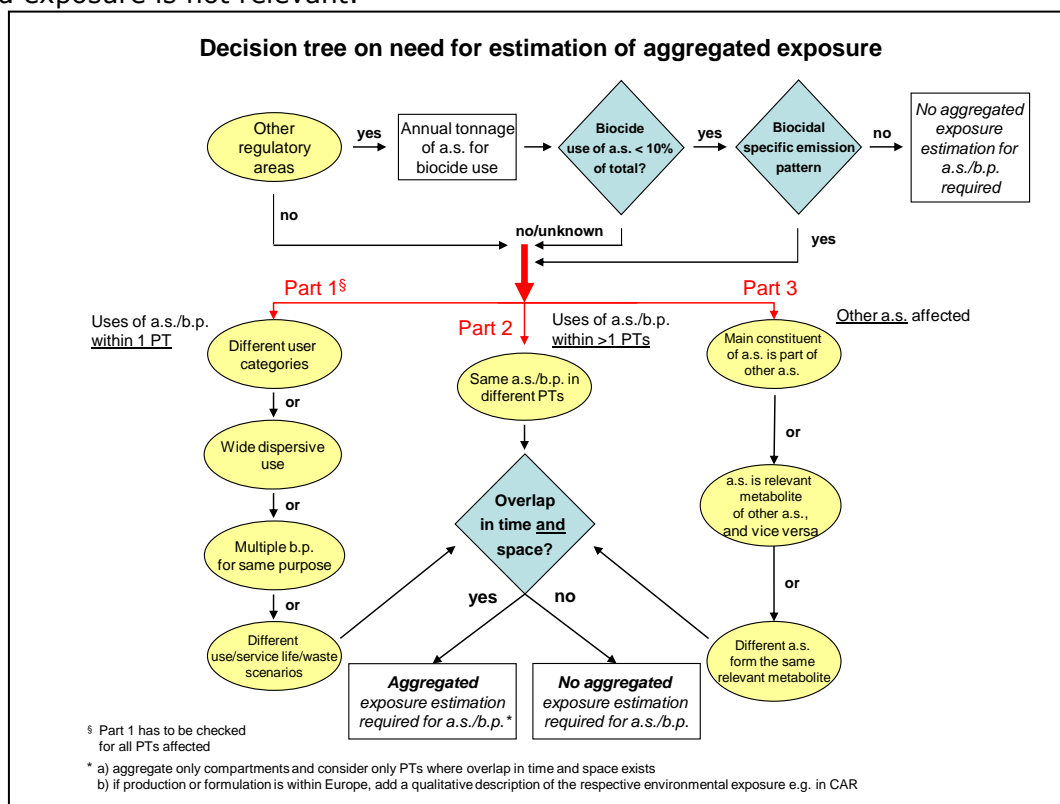 a exposure is not relevant.
Decision tree on need for estimation of aggregated exposure
Other
regulatory
areas
yes
Annual tonnage
of a.s. for
biocide use
Biocide
use of a.s. < 10%
of total?
yes
Biocidal
specific emission
pattern
no
No aggregated
exposure
estimation for
a.s./b.p.
required
no
no/unknown
yes
Part 1§
Part 2
Part 3
Uses of a.s./b.p.
within 1 PT
Uses of a.s./b.p.
within >1 PTs
Other a.s. affected
Different user
categories
or
Wide dispersive
use
or
Multiple b.p.
for same purpose
or
Different
use/service life/waste
scenarios
Same a.s./b.p. in
different PTs
Overlap
in time and
space?
yes
no
Main constituent
of a.s. is part of
other a.s.
or
a.s. is relevant
metabolite
of other a.s.,
and vice versa
or
Different a.s.
form the same
relevant metabolite
Aggregated
exposure estimation
required for a.s./b.p.*
No aggregated
exposure estimation
required for a.s./b.p.
§ Part 1 has to be checked
for all PTs affected
* a) aggregate only compartments and consider only PTs where overlap in time and space exists
b) if production or formulation is within Europe, add a qualitative description of the respective environmental exposure e.g. in CAR